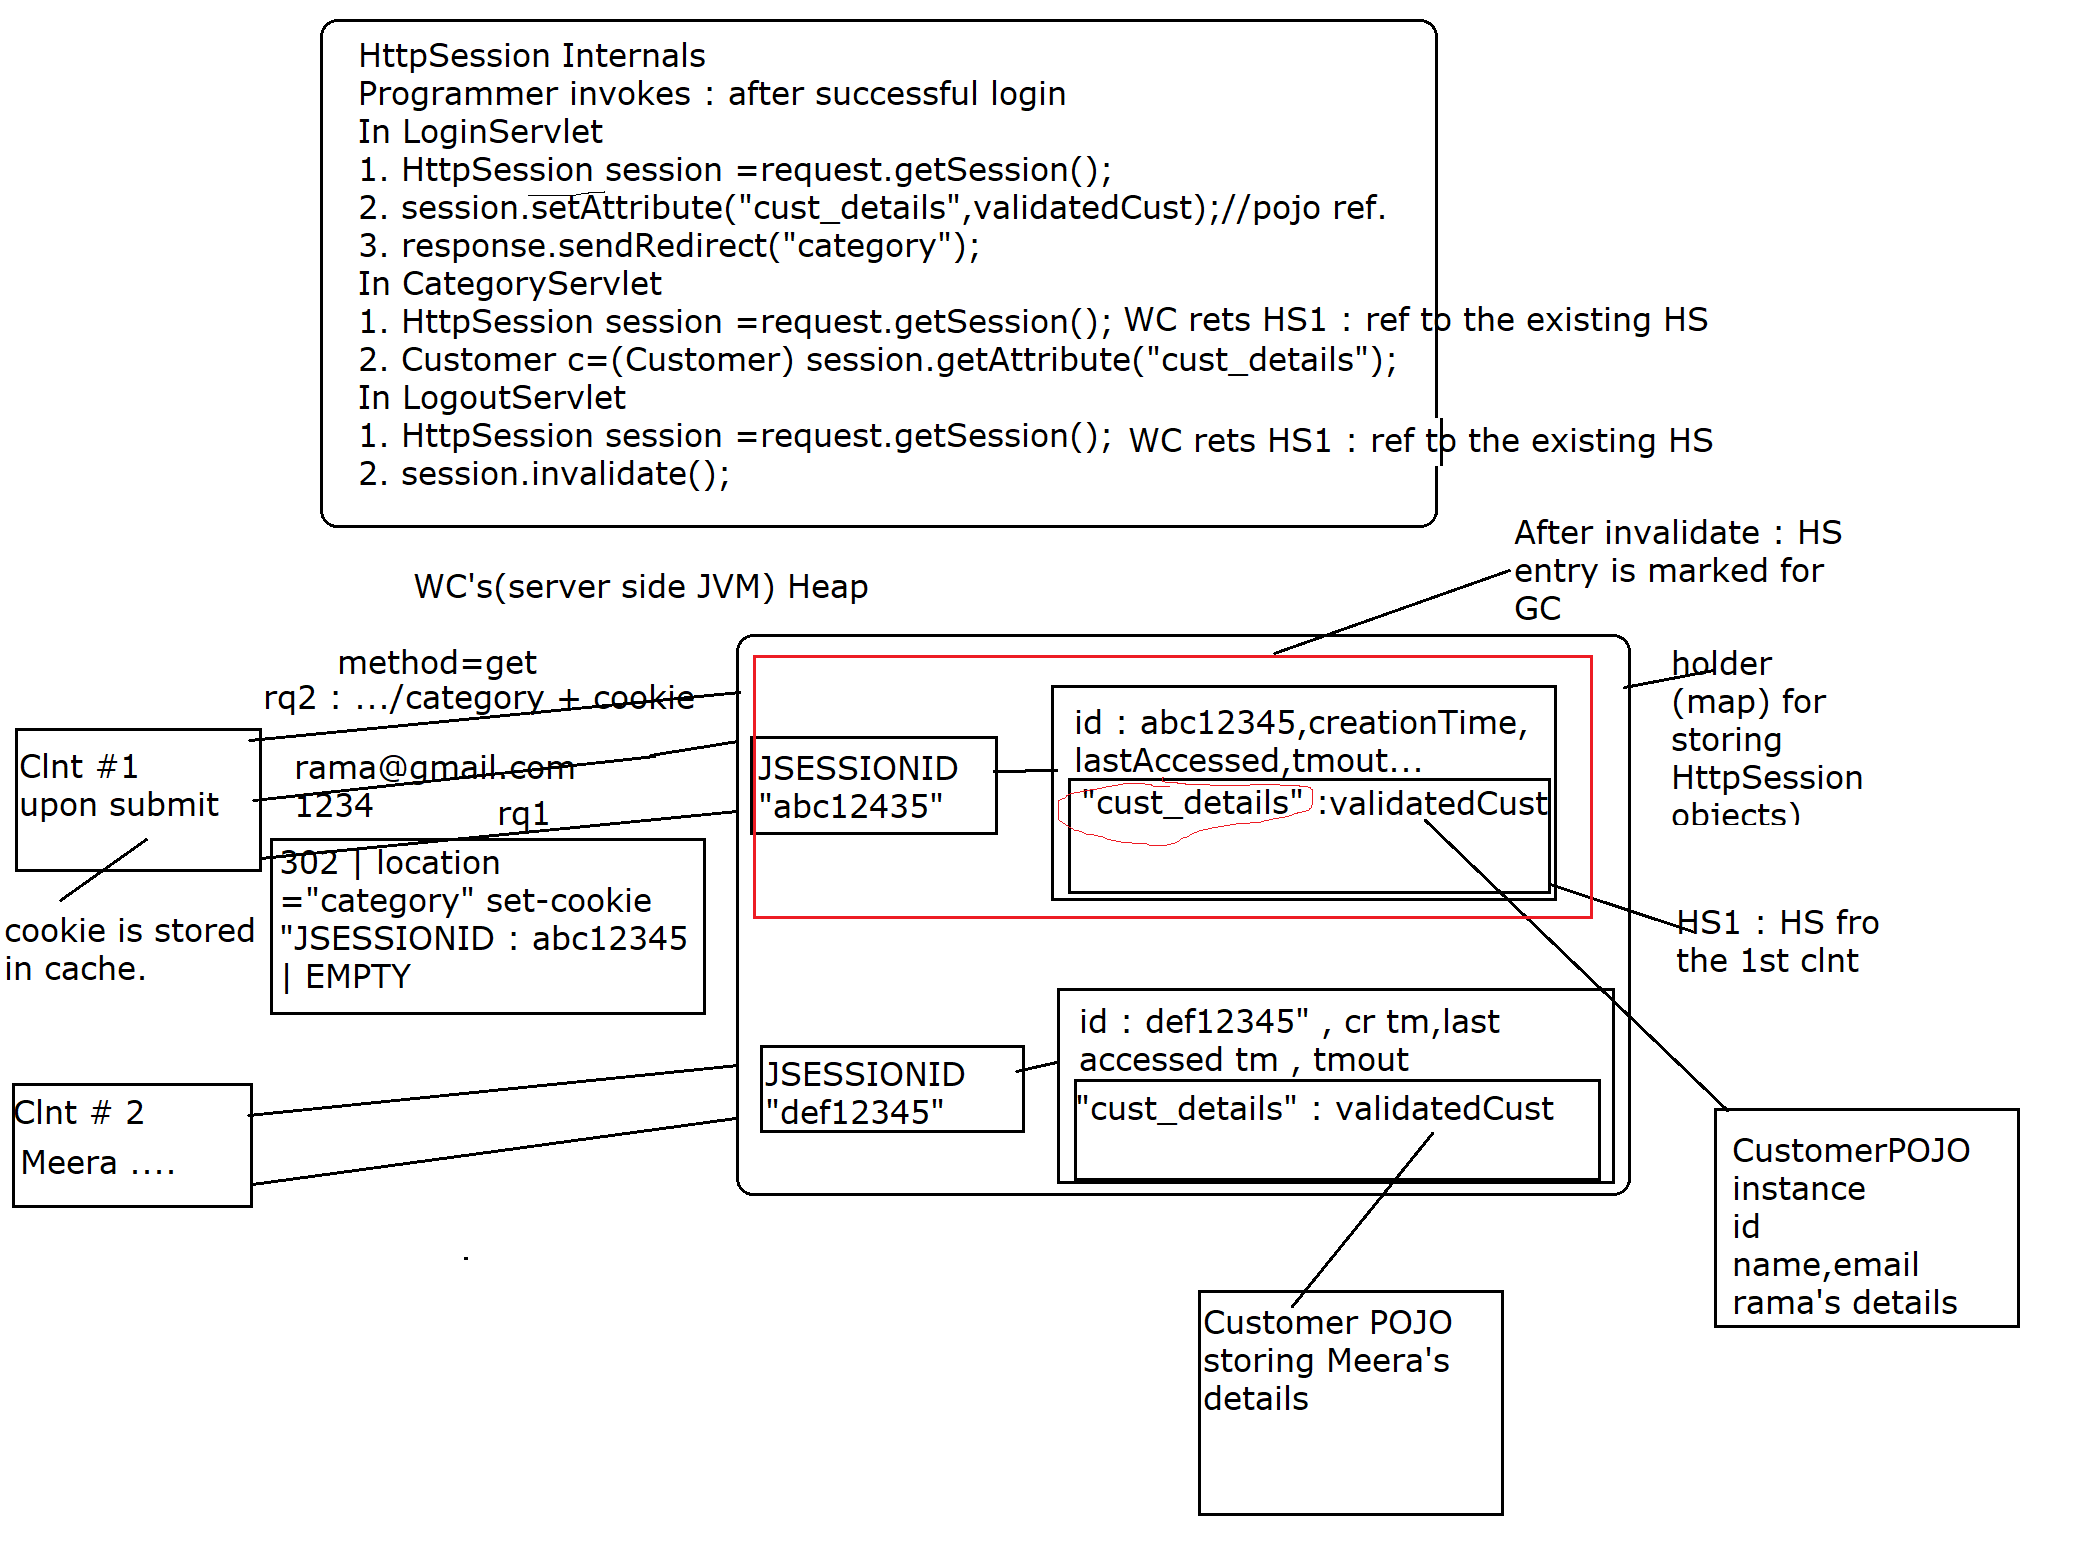 HttpSession Internals
Programmer invokes : after successful login
In LoginServlet
1. HttpSession session =request.getSession();
2. session.setAttribute("cust_details",validatedCust);//pojo ref.
3. response.sendRedirect("category");
In CategoryServlet
1. HttpSession session =request.getSession(); WC rets HS1 : ref to the existing HS
2. Customer c=(Customer) session.getAttribute("cust_details");
In LogoutServlet
1. HttpSession session =request.getSession(); WC rets HS1 : ref to the existing HS
2. session.invalidate();
After invalidate : HS
entry is marked for
GC
WC's(server side JVM) Heap
method=get
rq2 : .../category + cookie
Clnt #1
upon submit
rama@gmail.com
1234
rq1
302 | location
="category" set-cookie
"JSESSIONID : abc12345
| EMPTY
cookie is stored
in cache.
JSESSIONID
"abc12435"
id : abc12345,creationTime,
lastAccessed,tmout...
"cust_details" :validatedCust
holder
(map) for
storing
HttpSession
objects)
HS1 : HS fro
the 1st clnt
Clnt # 2
Meera ....
JSESSIONID
"def12345"
id : def12345" , cr tm,last
accessed tm , tmout
"cust_details" : validatedCust
CustomerPOJO
instance
id
name,email
rama's details
Customer POJO
storing Meera's
details